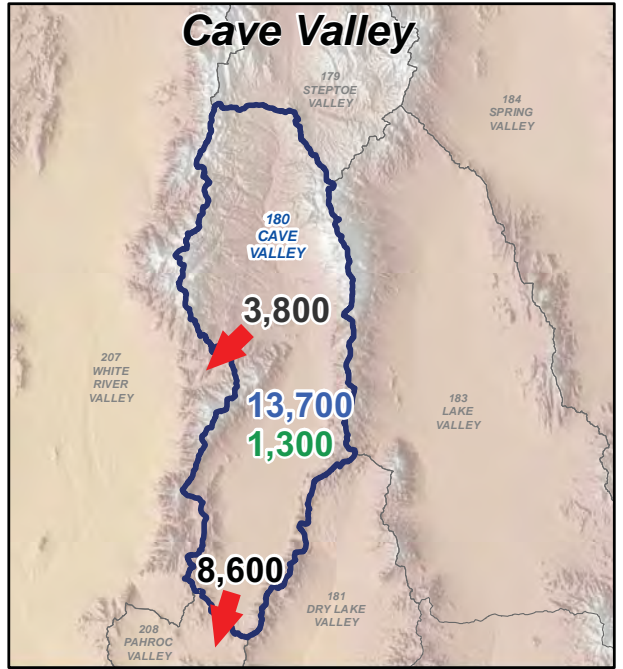 Cave Valley
179
STEPTOE
VALLEY
184
SPRING
VALLEY
180
CAVE
VALLEY
3,800
207
WHITE
RIVER
VALLEY
13,700
1,300
183
LAKE
VALLEY
8,600
181
DRY LAKE
VALLEY
208
PAHROC
VALLEY